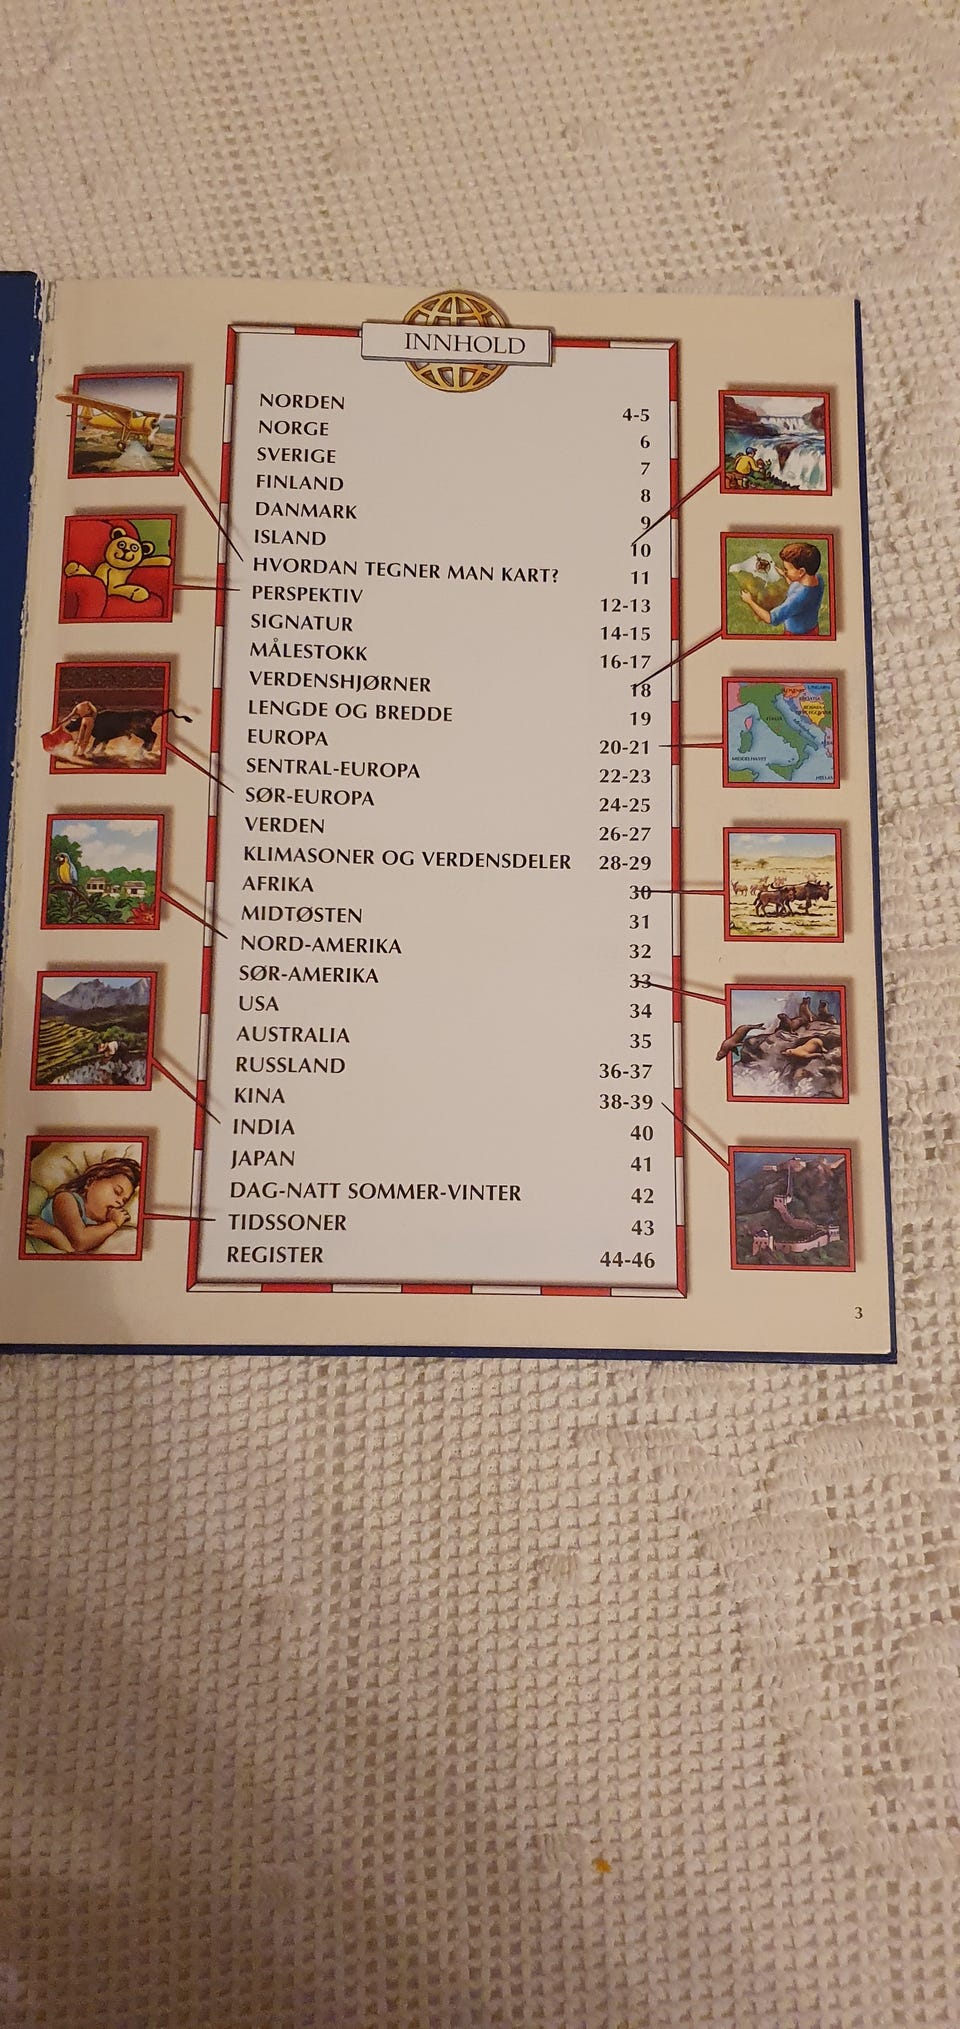 INNHOLD
NORDEN 4-5
NORGE 6
SVERIGE 7
FINLAND 8
DANMARK 9
ISLAND 10
HVORDAN TEGNER MAN KART? 11
PERSPEKTIV 12-13
SIGNATUR 14-15
MÅLESTOKK 16-17
VERDENSHJØRNER 18
LENGDE OG BREDDE 19
EUROPA 20-21
SENTRAL-EUROPA 22-23
SØR-EUROPA 24-25
VERDEN 26-27
KLIMASONER OG VERDENSDELER 28-29
AFRIKA 30
MIDTØSTEN 31
NORD-AMERIKA 32
SØR-AMERIKA 33
USA 34
AUSTRALIA 35
RUSSLAND 36-37
KINA 38-39
INDIA 40
JAPAN 41
DAG-NATT SOMMER-VINTER 42
TIDSSONER 43
REGISTER 44-46
UNGARN
ITALIA
MIDDELHAVET
HELLAS
3